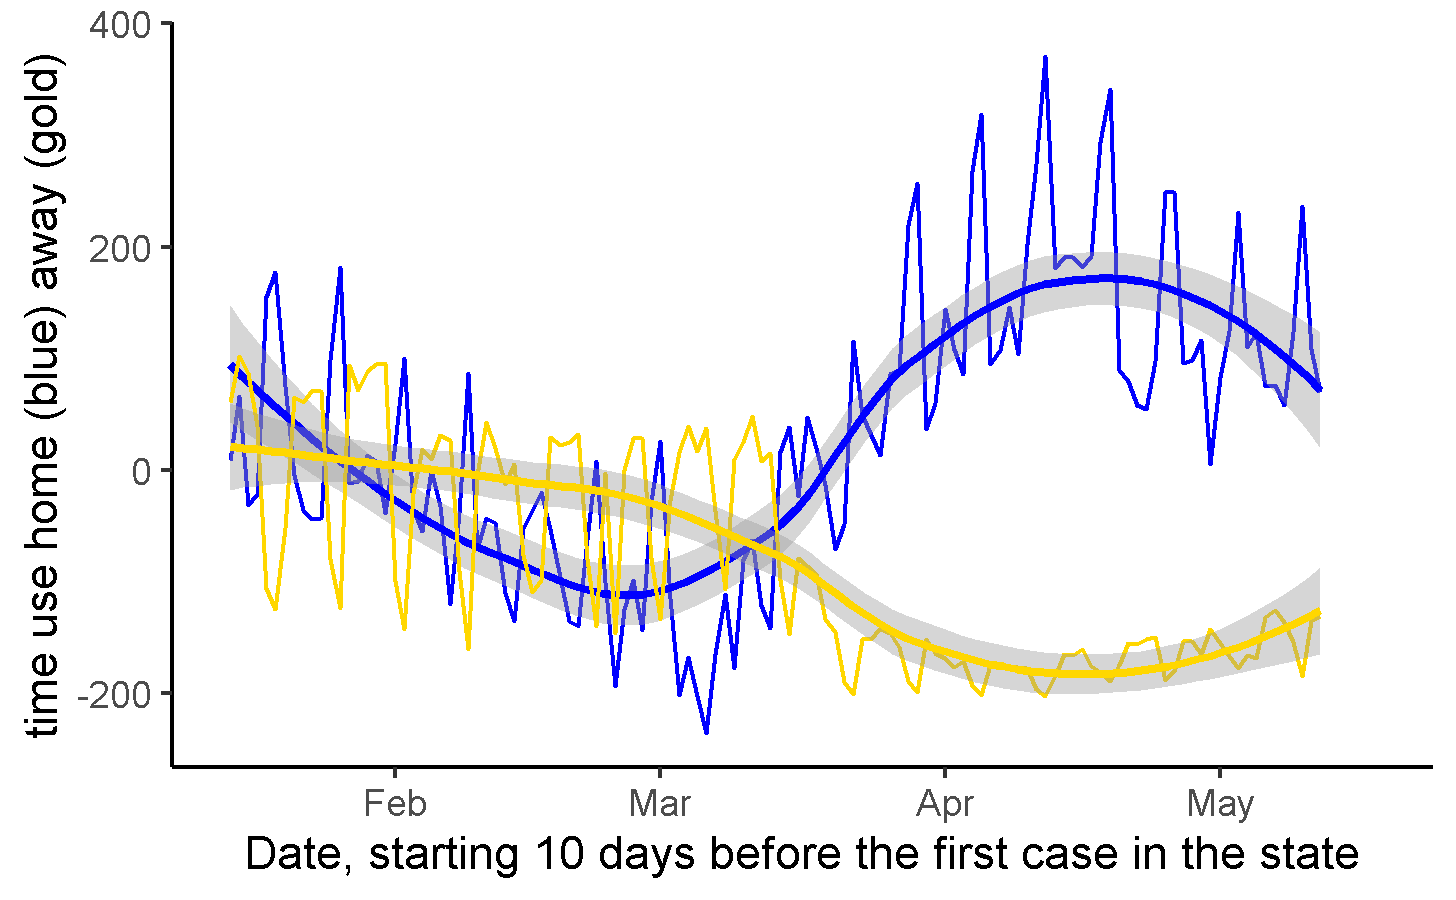 time use home (blue) away (gold)
400
200
0
-200
Feb Mar Apr May
Date, starting 10 days before the first case in the state